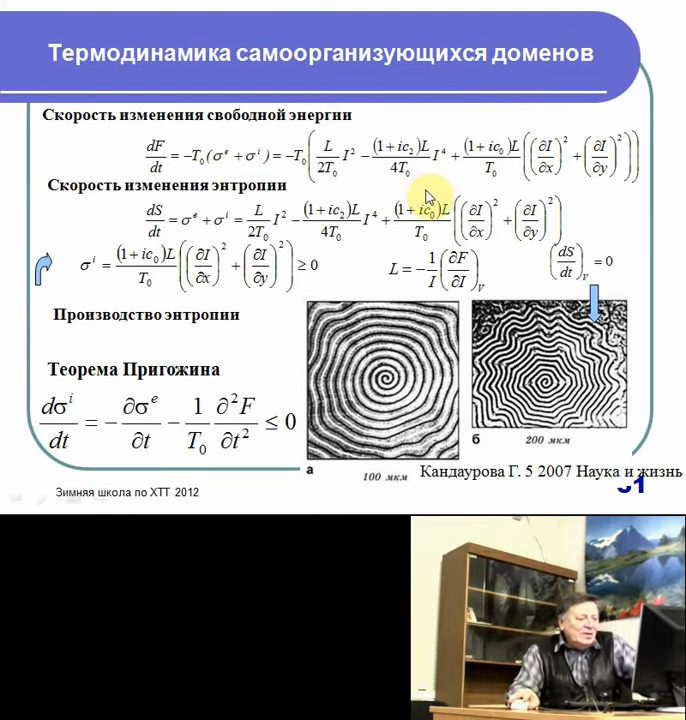 Термодинамика самоорганизующихся доменов
Скорость изменения свободной энергии
dF/dt = −T₀(σᵉ + σⁱ) = −T₀( L/2T₀ I² − (1+ic₂)L/4T₀ I⁴ + (1+ic₀)L/T₀ ( (∂I/∂x)² + (∂I/∂y)² ) )
Скорость изменения энтропии
dS/dt = σᵉ + σⁱ = L/2T₀ I² − (1+ic₂)L/4T₀ I⁴ + (1+ic₀)L/T₀ ( (∂I/∂x)² + (∂I/∂y)² )
σⁱ = (1+ic₀)L/T₀ ( (∂I/∂x)² + (∂I/∂y)² ) ≥ 0
L = − 1/I (∂F/∂I)_V
(dS/dt)_V = 0
Производство энтропии
Теорема Пригожина
dσⁱ/dt = − ∂σᵉ/∂t − 1/T₀ ∂²F/∂t² ≤ 0
а
100 мкм
б
200 мкм
Кандаурова Г. 5 2007 Наука и жизнь
Зимняя школа по ХТТ 2012